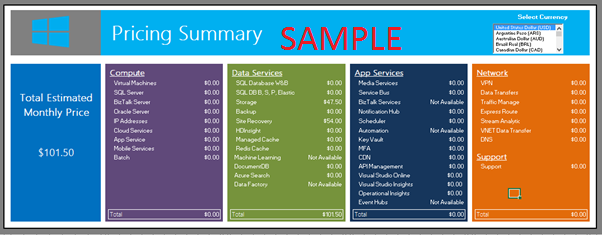 Pricing Summary SAMPLE
Select Currency
United States Dollar (USD)
Argentine Peso (ARS)
Australian Dollar (AUD)
Brazil Real (BRL)
Canadian Dollar (CAD)
Total Estimated
Monthly Price
$101.50
Compute
Virtual Machines $0.00
SQL Server $0.00
BizTalk Server $0.00
Oracle Server $0.00
IP Addresses $0.00
Cloud Services $0.00
App Service $0.00
Mobile Services $0.00
Batch $0.00
Total $0.00
Data Services
SQL Database W&B $0.00
SQL DB B, S, P, Elastic $0.00
Storage $47.50
Backup $0.00
Site Recovery $54.00
HDInsight $0.00
Managed Cache $0.00
Redis Cache $0.00
Machine Learning Not Available
DocumentDB $0.00
Azure Search $0.00
Data Factory Not Available
Total $101.50
App Services
Media Services $0.00
Service Bus $0.00
BizTalk Services Not Available
Notification Hub $0.00
Scheduler $0.00
Automation Not Available
Key Vault $0.00
MFA $0.00
CDN $0.00
API Management $0.00
Visual Studio Online $0.00
Visual Studio Insights $0.00
Operational Insights $0.00
Event Hubs Not Available
Total $0.00
Network
VPN $0.00
Data Transfers $0.00
Traffic Manage $0.00
Express Route $0.00
Stream Analytic $0.00
VNET Data Transfer $0.00
DNS $0.00
Support
Support $0.00
Total $0.00